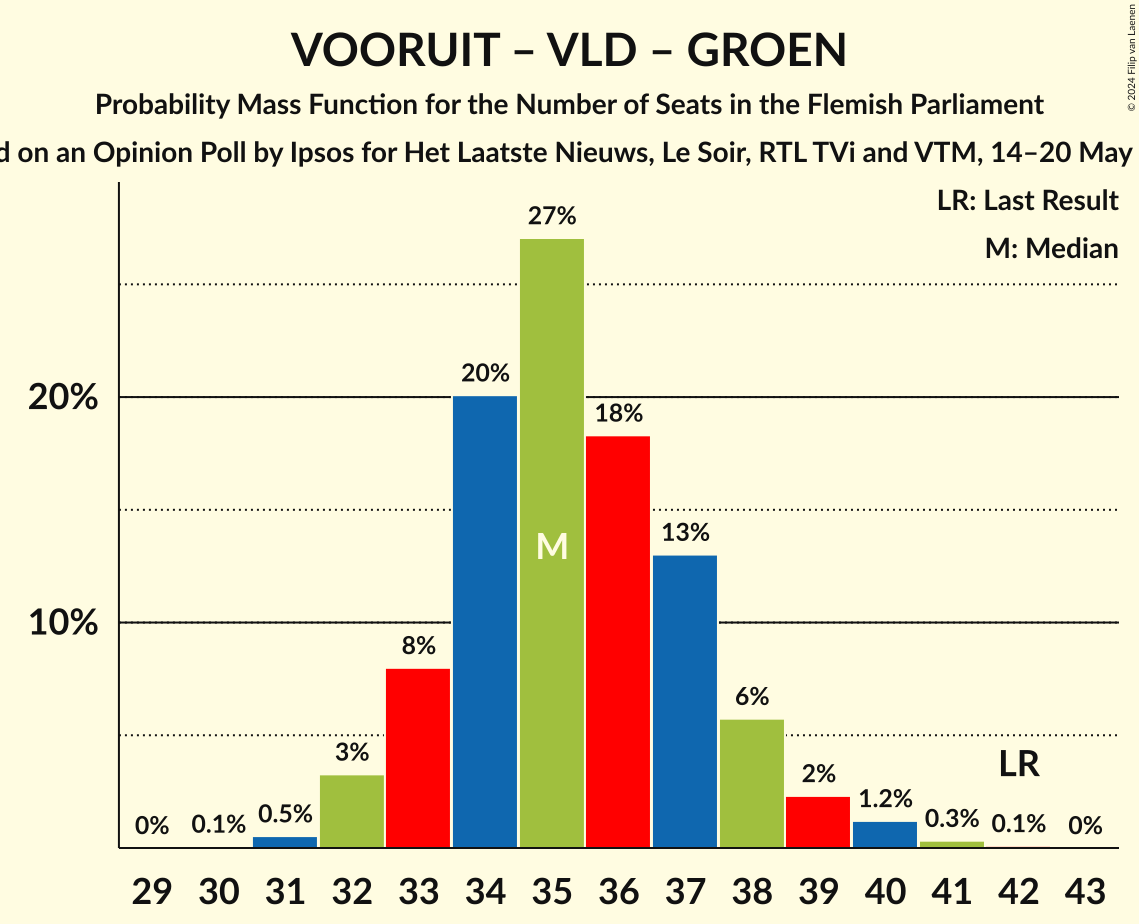 VOORUIT – VLD – GROEN
Probability Mass Function for the Number of Seats in the Flemish Parliament
on an Opinion Poll by Ipsos for Het Laatste Nieuws, Le Soir, RTL TVi and VTM, 14–20 May
© 2024 Filip van Laenen
LR: Last Result
M: Median
27%
20%
20%
18%
M
13%
10%
8%
6%
3%
LR
2%
1.2%
0.5%
0.3%
0% 0.1% 0.1% 0%
29 30 31 32 33 34 35 36 37 38 39 40 41 42 43